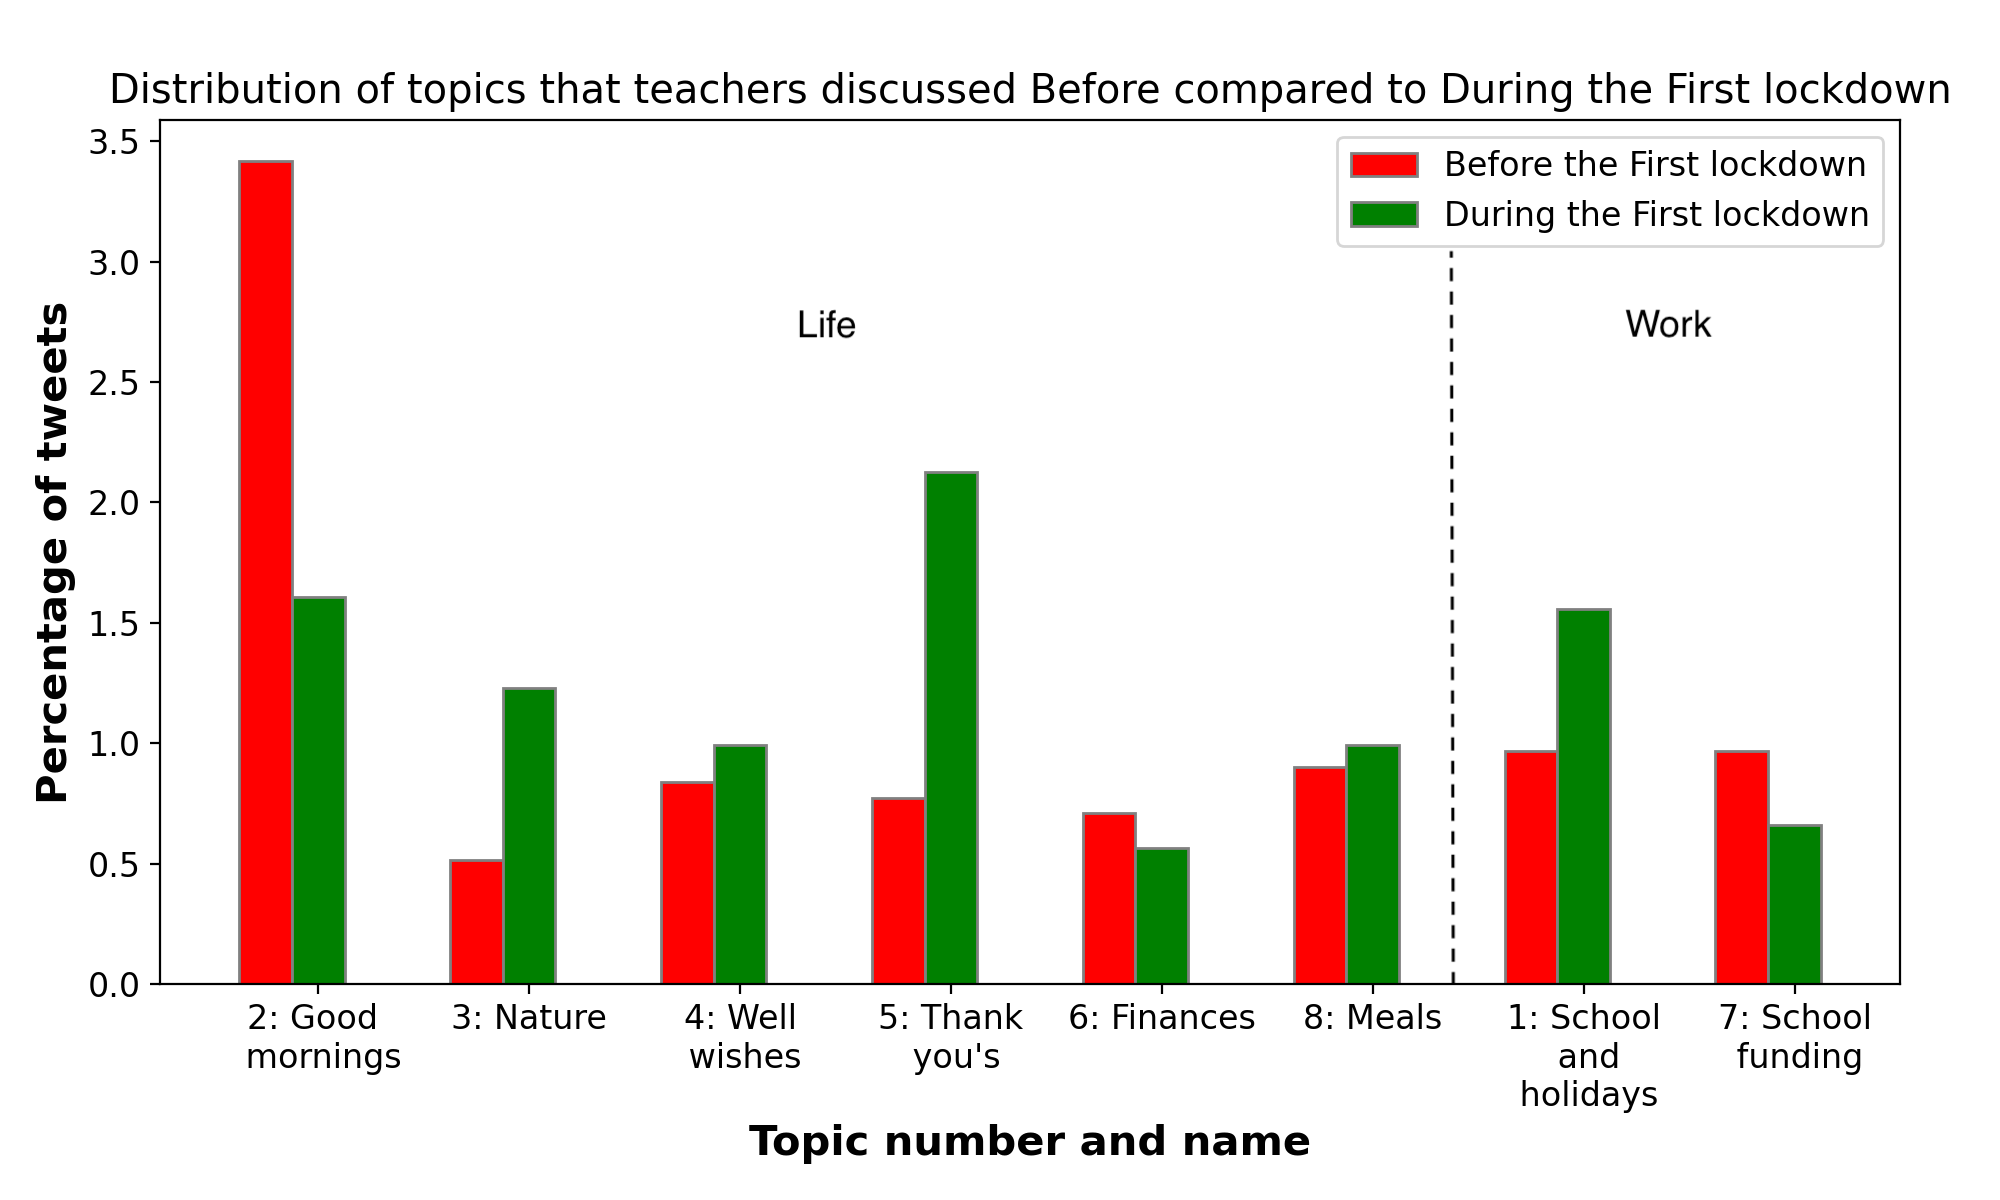 Distribution of topics that teachers discussed Before compared to During the First lockdown
Before the First lockdown
During the First lockdown
Life
Work
Percentage of tweets
3.5
3.0
2.5
2.0
1.5
1.0
0.5
0.0
2: Good
mornings
3: Nature
4: Well
wishes
5: Thank
you's
6: Finances
8: Meals
1: School
and
holidays
7: School
funding
Topic number and name